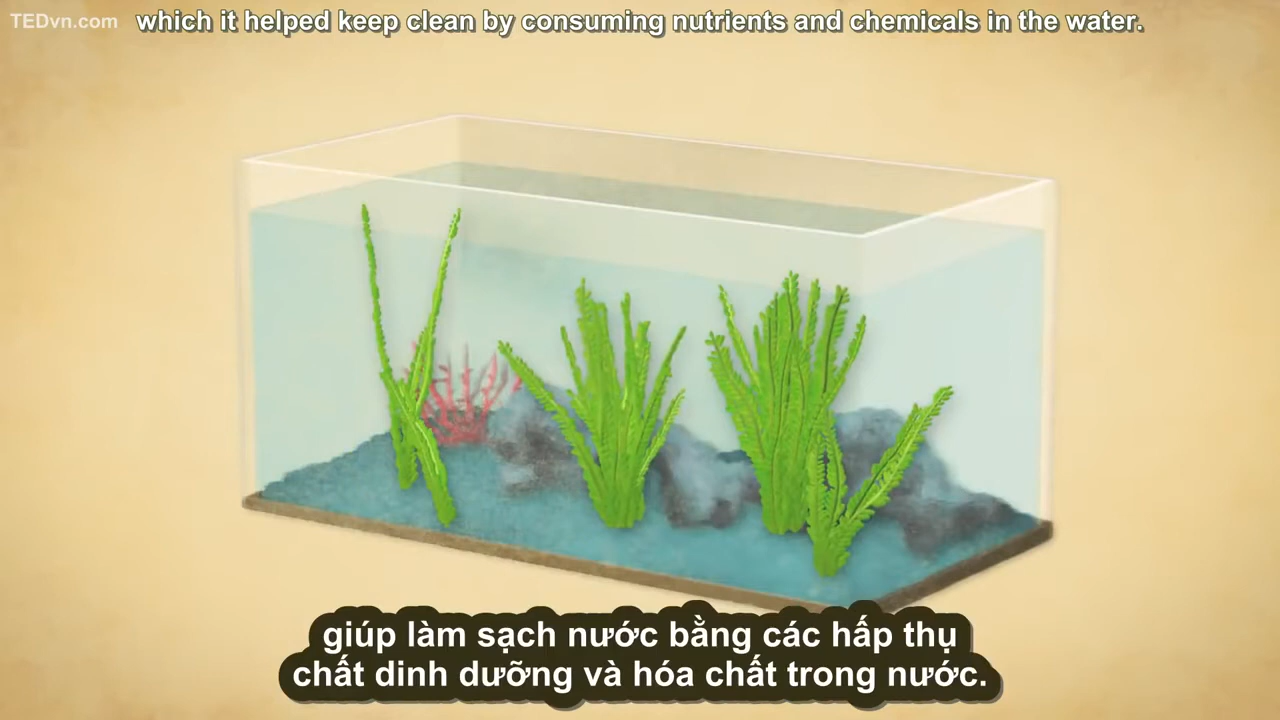 TEDvn.com
which it helped keep clean by consuming nutrients and chemicals in the water.
giúp làm sạch nước bằng các hấp thụ
chất dinh dưỡng và hóa chất trong nước.